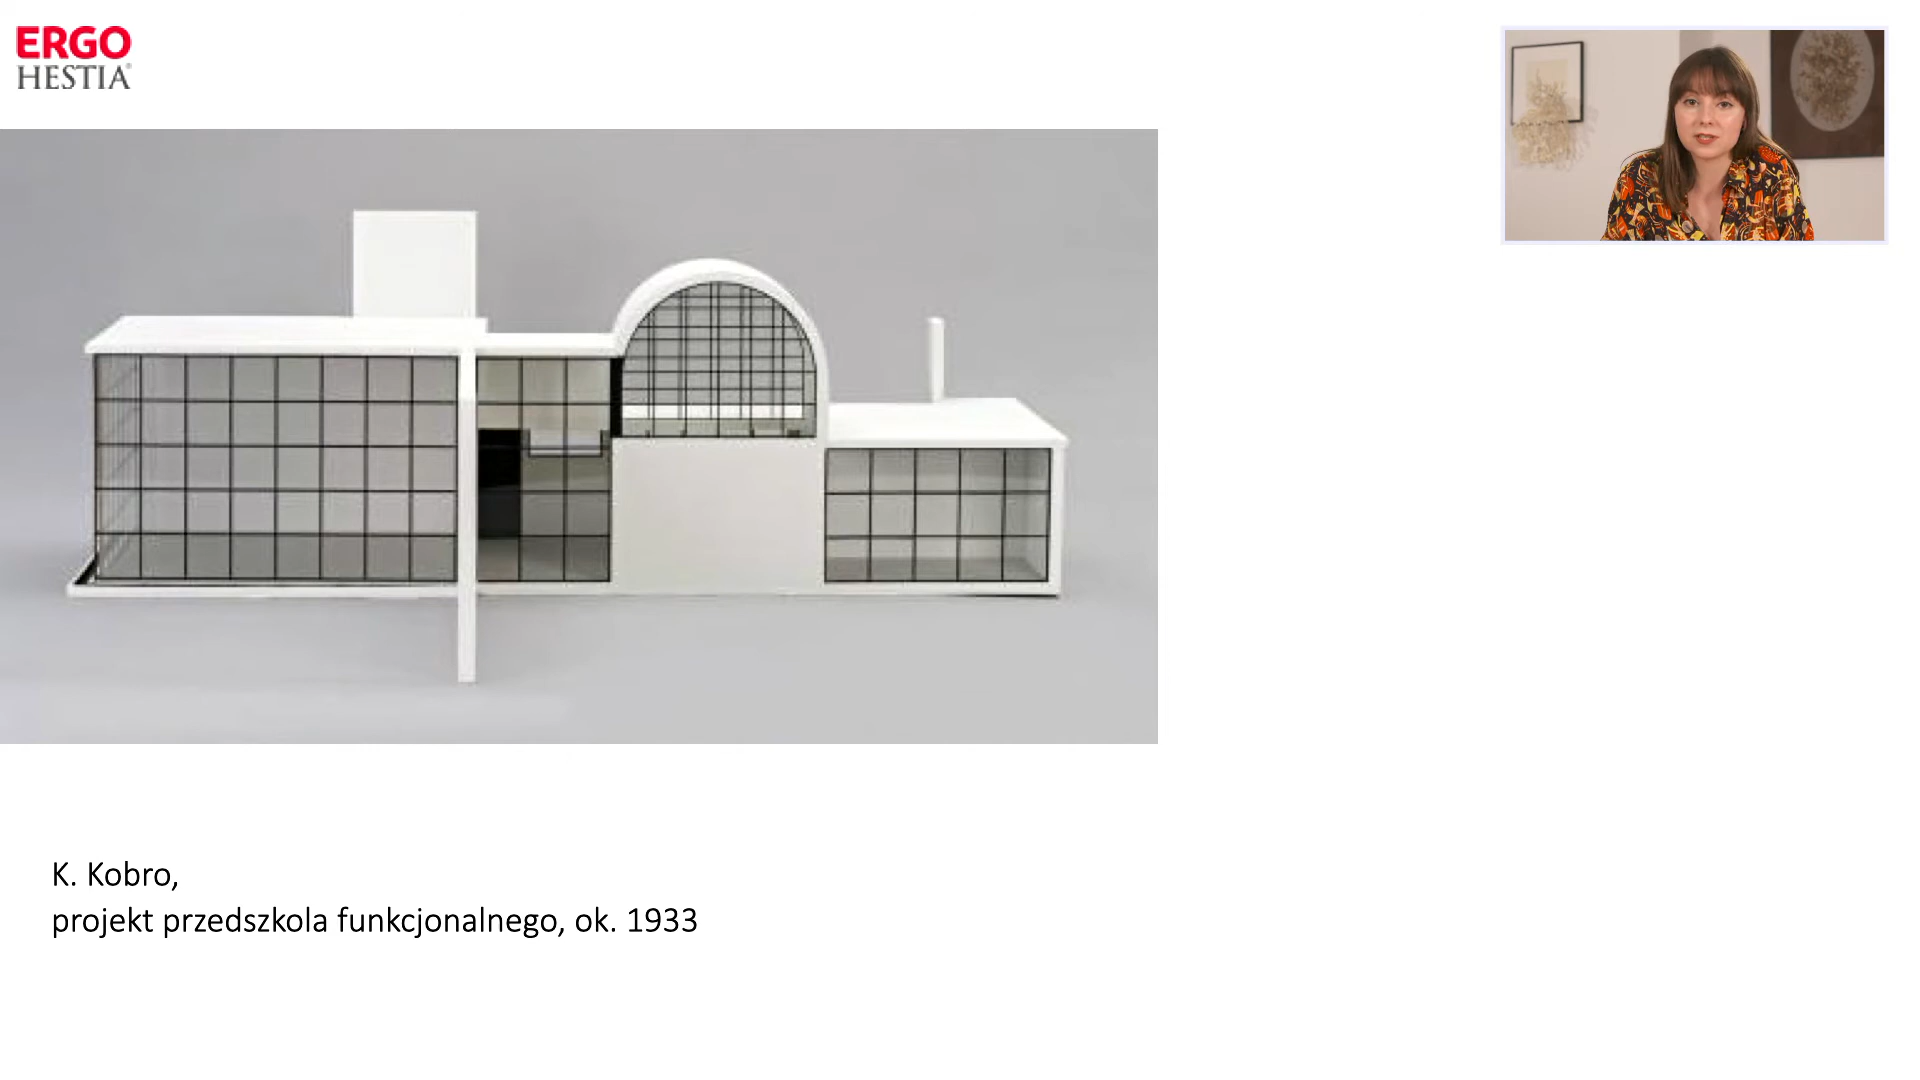 ERGO
HESTIA®
K. Kobro,
projekt przedszkola funkcjonalnego, ok. 1933